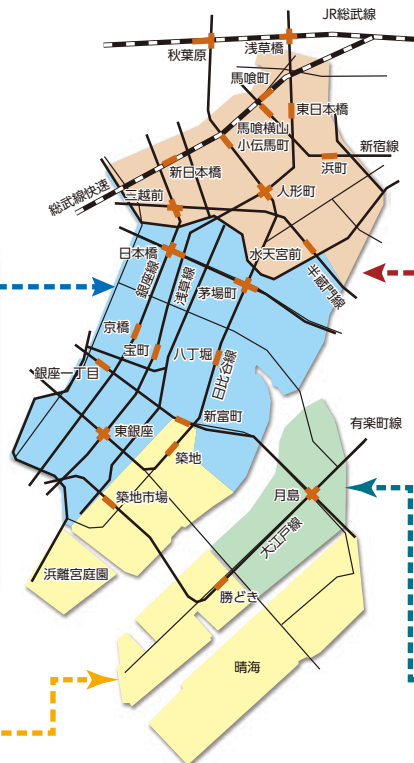 JR総武線
秋葉原
浅草橋
馬喰町
東日本橋
馬喰横山
小伝馬町
新宿線
浜町
新日本橋
総武線快速
三越前
人形町
日本橋
水天宮前
半蔵門線
銀座線
浅草線
茅場町
京橋
宝町
八丁堀
日比谷線
銀座一丁目
新富町
東銀座
築地
有楽町線
築地市場
月島
大江戸線
浜離宮庭園
勝どき
晴海